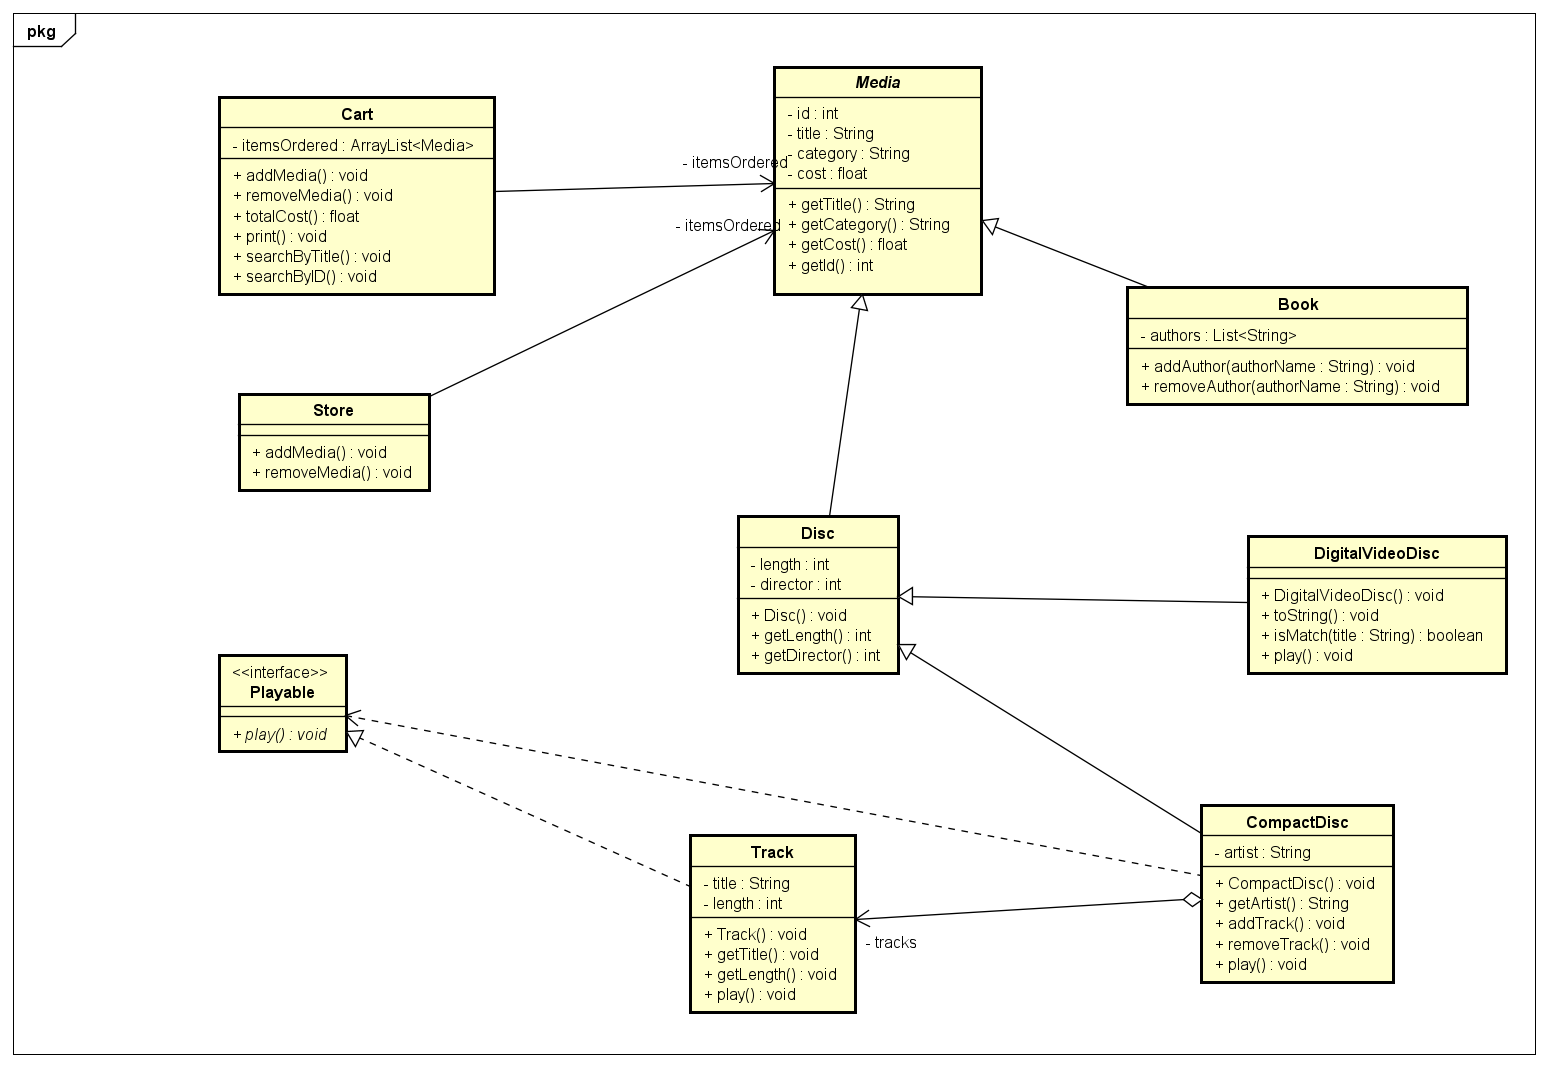 pkg
Cart
- itemsOrdered : ArrayList<Media>
+ addMedia() : void
+ removeMedia() : void
+ totalCost() : float
+ print() : void
+ searchByTitle() : void
+ searchByID() : void
Media
- id : int
- title : String
- category : String
- cost : float
+ getTitle() : String
+ getCategory() : String
+ getCost() : float
+ getId() : int
- itemsOrdered
- itemsOrdered
Book
- authors : List<String>
+ addAuthor(authorName : String) : void
+ removeAuthor(authorName : String) : void
Store
+ addMedia() : void
+ removeMedia() : void
Disc
- length : int
- director : int
+ Disc() : void
+ getLength() : int
+ getDirector() : int
DigitalVideoDisc
+ DigitalVideoDisc() : void
+ toString() : void
+ isMatch(title : String) : boolean
+ play() : void
<<interface>>
Playable
+ play() : void
Track
- title : String
- length : int
+ Track() : void
+ getTitle() : void
+ getLength() : void
+ play() : void
- tracks
CompactDisc
- artist : String
+ CompactDisc() : void
+ getArtist() : String
+ addTrack() : void
+ removeTrack() : void
+ play() : void